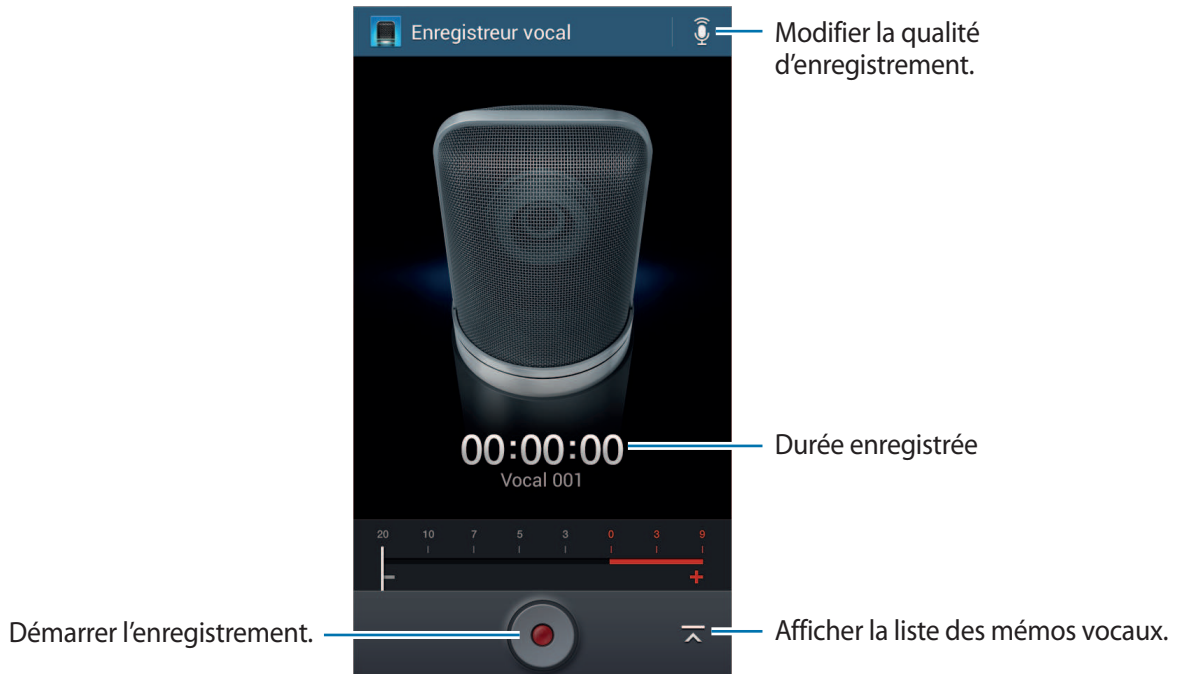 Enregistreur vocal
Modifier la qualité
d’enregistrement.
00:00:00
Durée enregistrée
Vocal 001
20 10 7 5 3 0 3 9
- +
Démarrer l’enregistrement.
Afficher la liste des mémos vocaux.